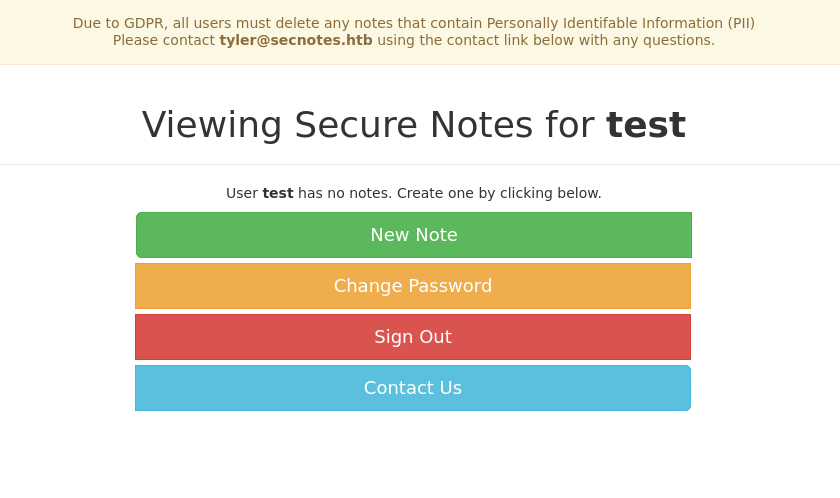 Due to GDPR, all users must delete any notes that contain Personally Identifable Information (PII)
Please contact tyler@secnotes.htb using the contact link below with any questions.
Viewing Secure Notes for test
User test has no notes. Create one by clicking below.
New Note
Change Password
Sign Out
Contact Us